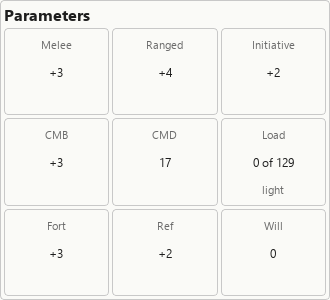 Parameters
Melee Ranged Initiative
+3 +4 +2
CMB CMD Load
+3 17 0 of 129
light
Fort Ref Will
+3 +2 0